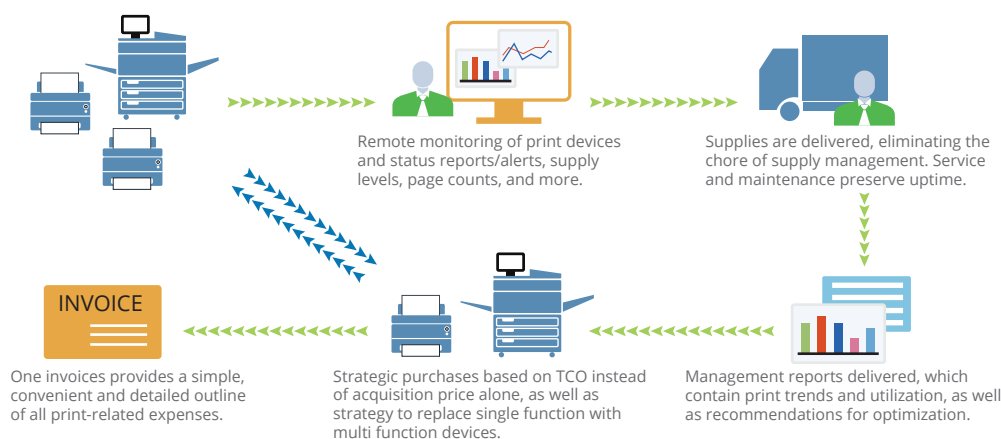 Remote monitoring of print devices
and status reports/alerts, supply
levels, page counts, and more.
Supplies are delivered, eliminating the
chore of supply management. Service
and maintenance preserve uptime.
INVOICE
One invoices provides a simple,
convenient and detailed outline
of all print-related expenses.
Strategic purchases based on TCO instead
of acquisition price alone, as well as
strategy to replace single function with
multi function devices.
Management reports delivered, which
contain print trends and utilization, as well
as recommendations for optimization.